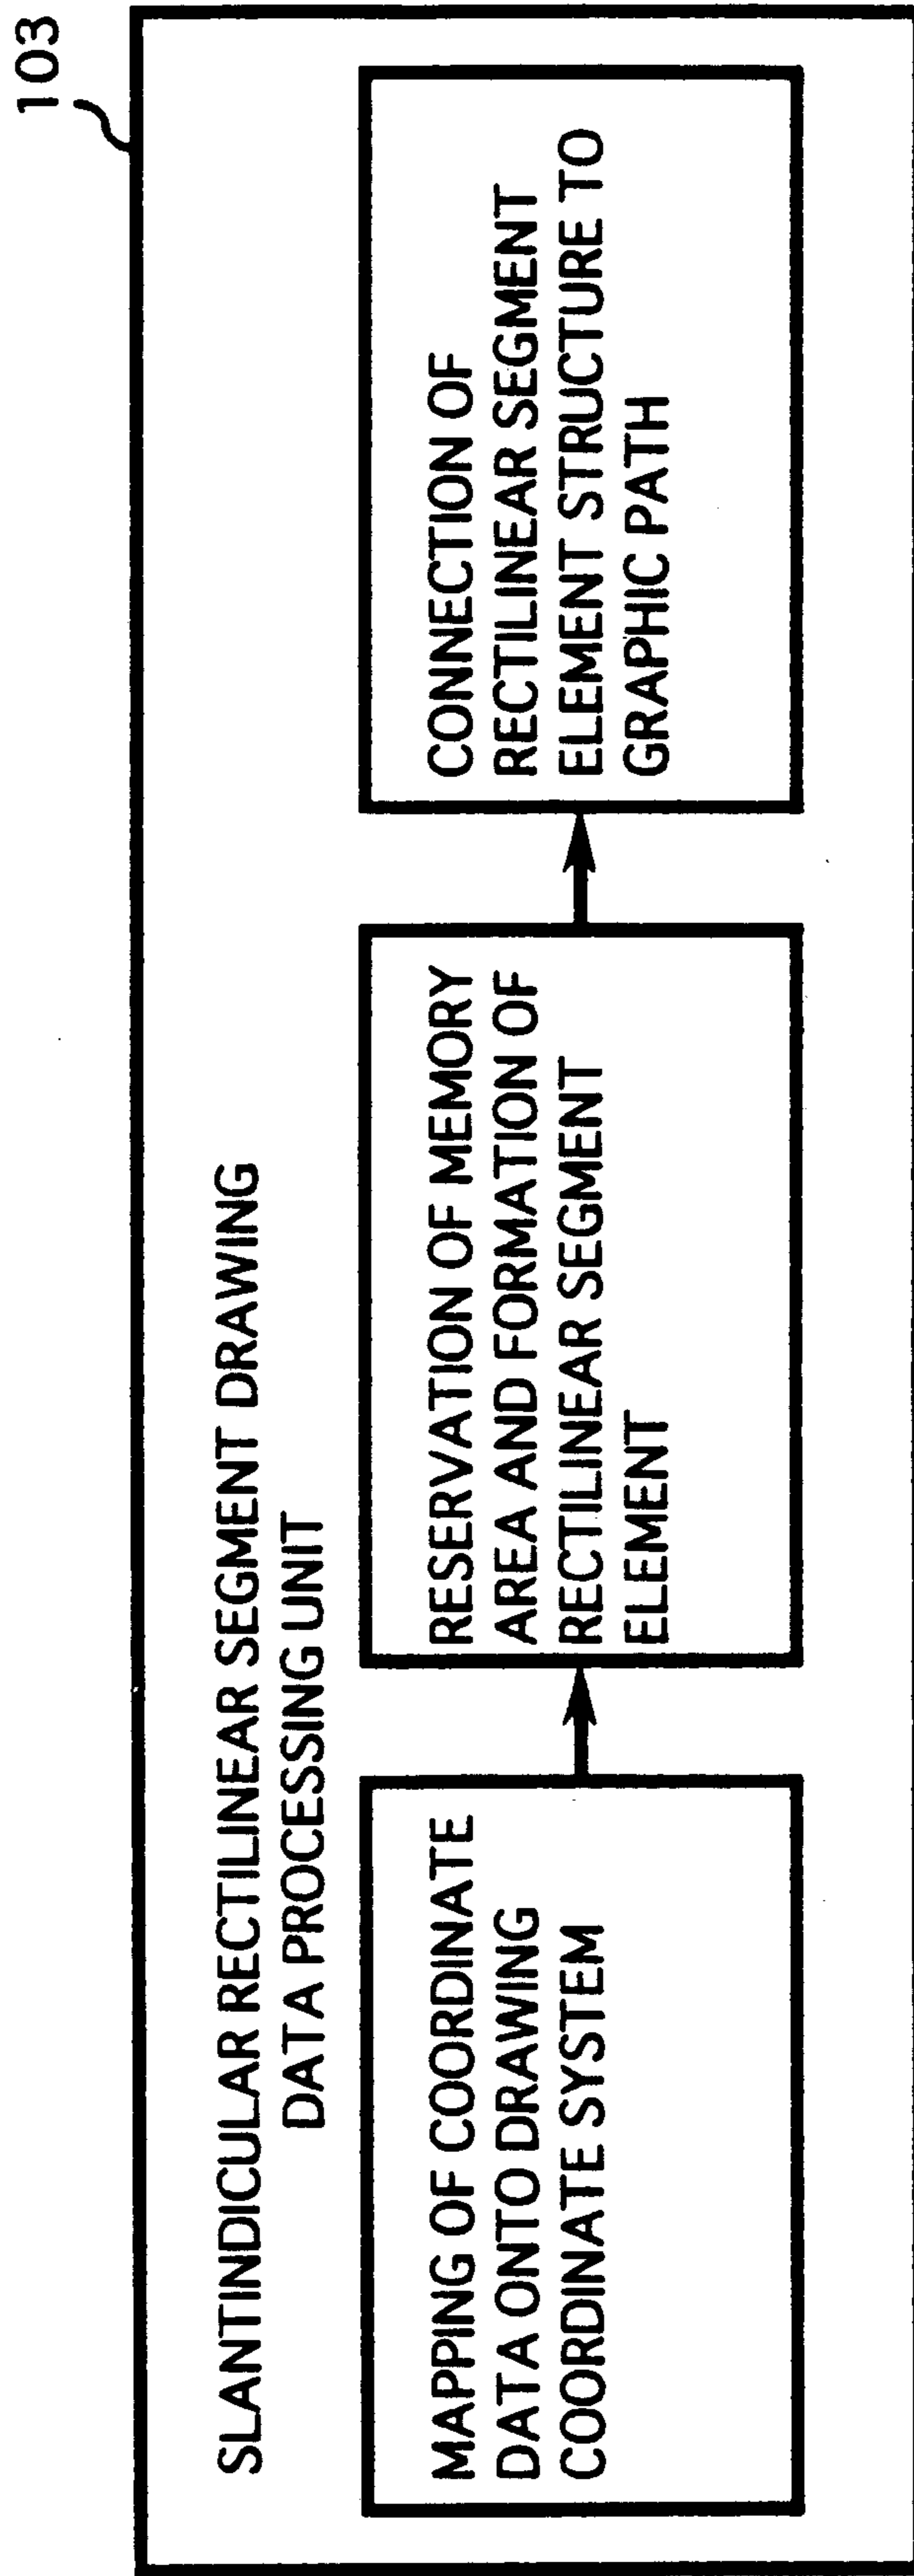 103
SLANTINDICULAR RECTILINEAR SEGMENT DRAWING
DATA PROCESSING UNIT
MAPPING OF COORDINATE
DATA ONTO DRAWING
COORDINATE SYSTEM
RESERVATION OF MEMORY
AREA AND FORMATION OF
RECTILINEAR SEGMENT
ELEMENT
CONNECTION OF
RECTILINEAR SEGMENT
ELEMENT STRUCTURE TO
GRAPHIC PATH